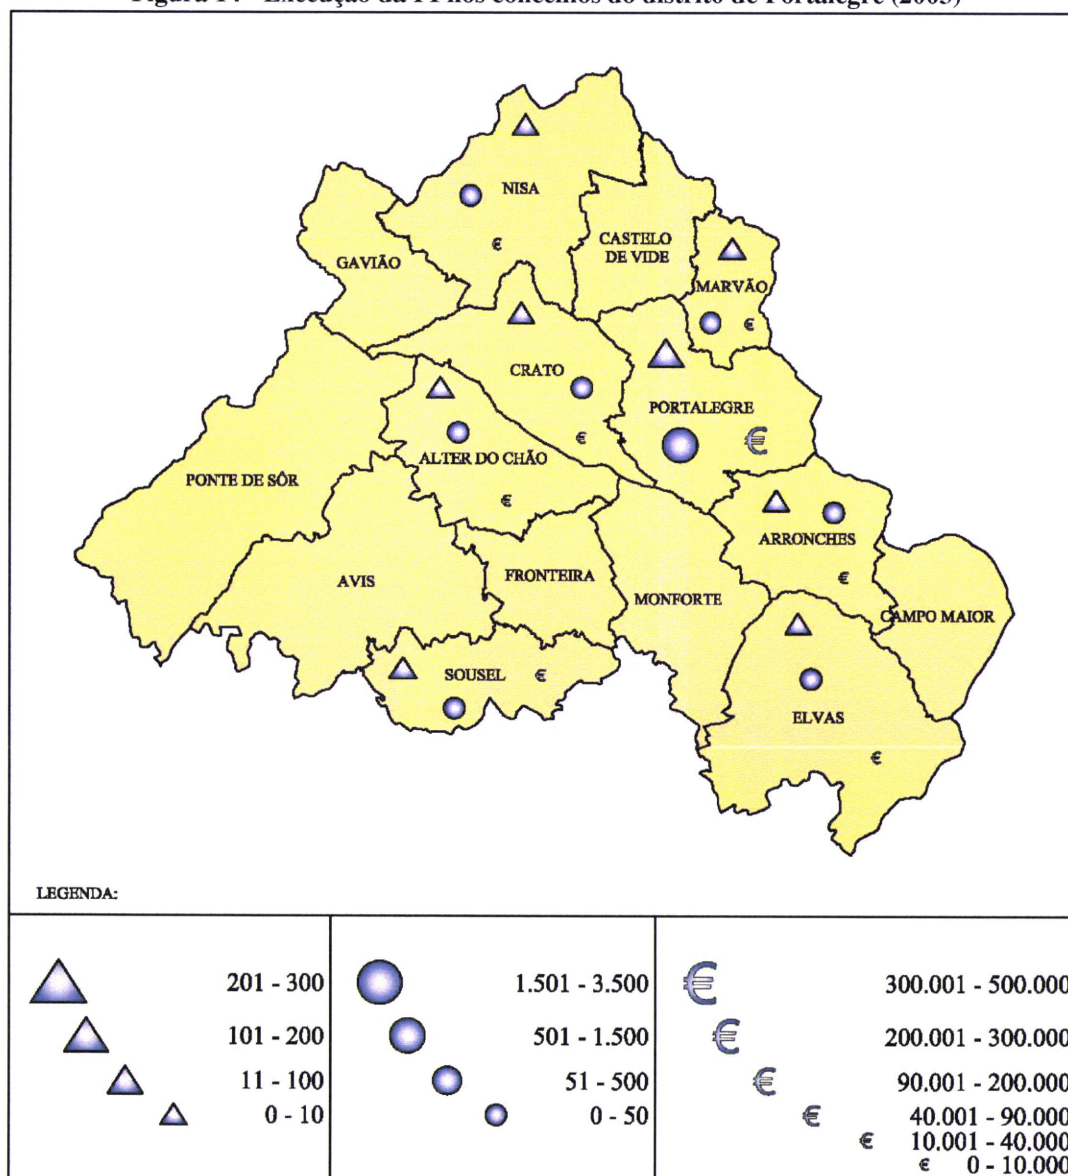 NISA
CASTELO
DE VIDE
GAVIÃO
MARVÃO
€
€
CRATO
PORTALEGRE
€
€
ALTER DO CHÃO
PONTE DE SÔR
€
ARRONCHES
€
AVIS
FRONTEIRA
MONFORTE
CAMPO MAIOR
SOUSEL €
ELVAS
€
LEGENDA:
201 - 300
101 - 200
11 - 100
0 - 10
1.501 - 3.500
501 - 1.500
51 - 500
0 - 50
€ 300.001 - 500.000
€ 200.001 - 300.000
€ 90.001 - 200.000
€ 40.001 - 90.000
€ 10.001 - 40.000
€ 0 - 10.000